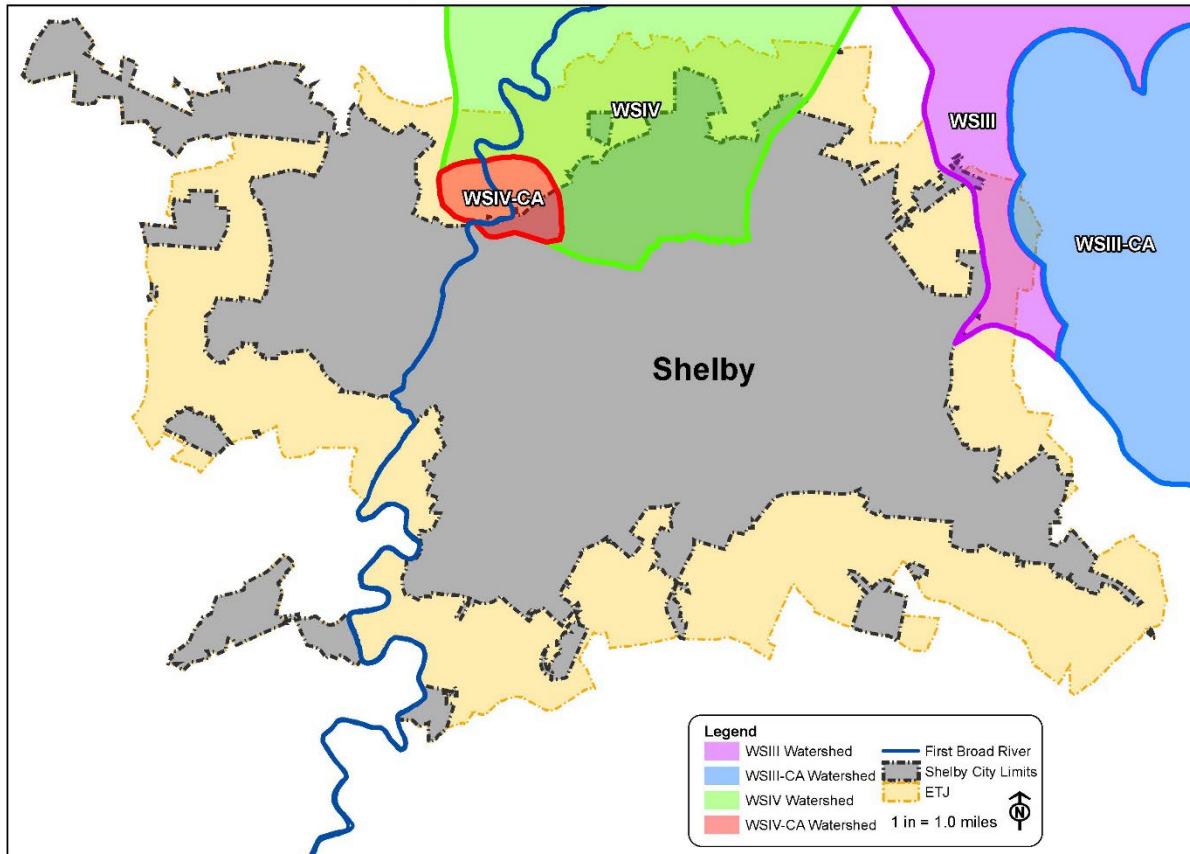 WSIV
WSIII
WSIV-CA
WSIII-CA
Shelby
Legend
WSIII Watershed
WSIII-CA Watershed
WSIV Watershed
WSIV-CA Watershed
First Broad River
Shelby City Limits
ETJ
1 in = 1.0 miles
N